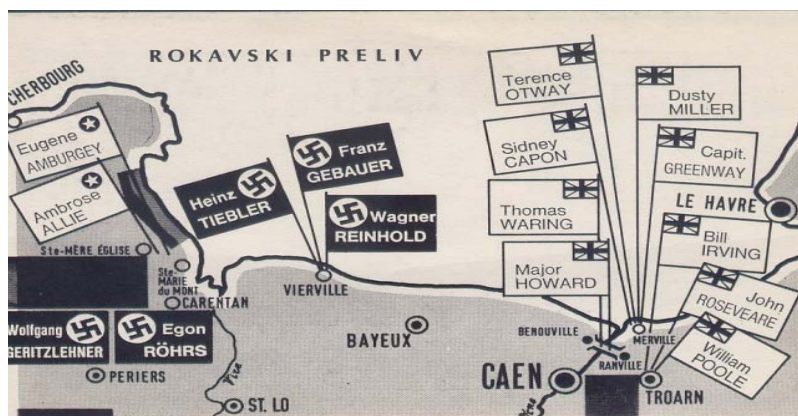 ROKAVSKI PRELIV
CHERBOURG
Eugene
AMBURGEY
Ambrose
ALLIE
Heinz
TIEBLER
Franz
GEBAUER
Wagner
REINHOLD
Terence
OTWAY
Sidney
CAPON
Thomas
WARING
Major
HOWARD
Dusty
MILLER
Capit.
GREENWAY
Bill
IRVING
John
ROSEVEARE
William
POOLE
LE HAVRE
Ste-MÈRE ÉGLISE
Ste-
MARIE
du MONT
CARENTAN
VIERVILLE
Wolfgang
GERITZLEHNER
Egon
RÖHRS
PERIERS
BAYEUX
BENOUVILLE
MERVILLE
RANVILLE
CAEN
TROARN
ST. LO
Vire